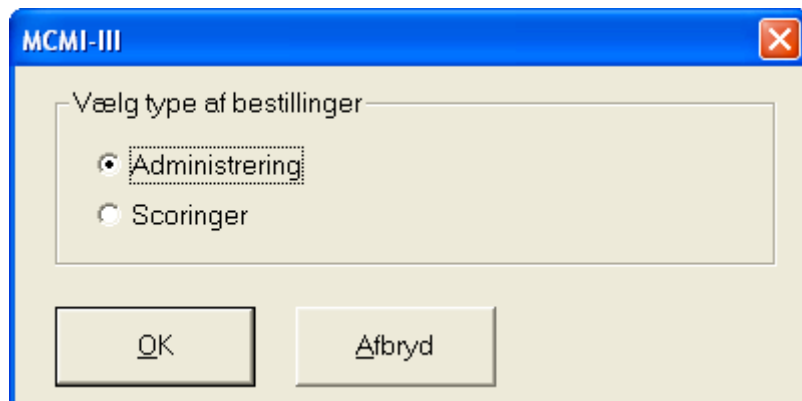 MCMI-III
Vælg type af bestillinger
Administrering
Scoringer
OK
Afbryd